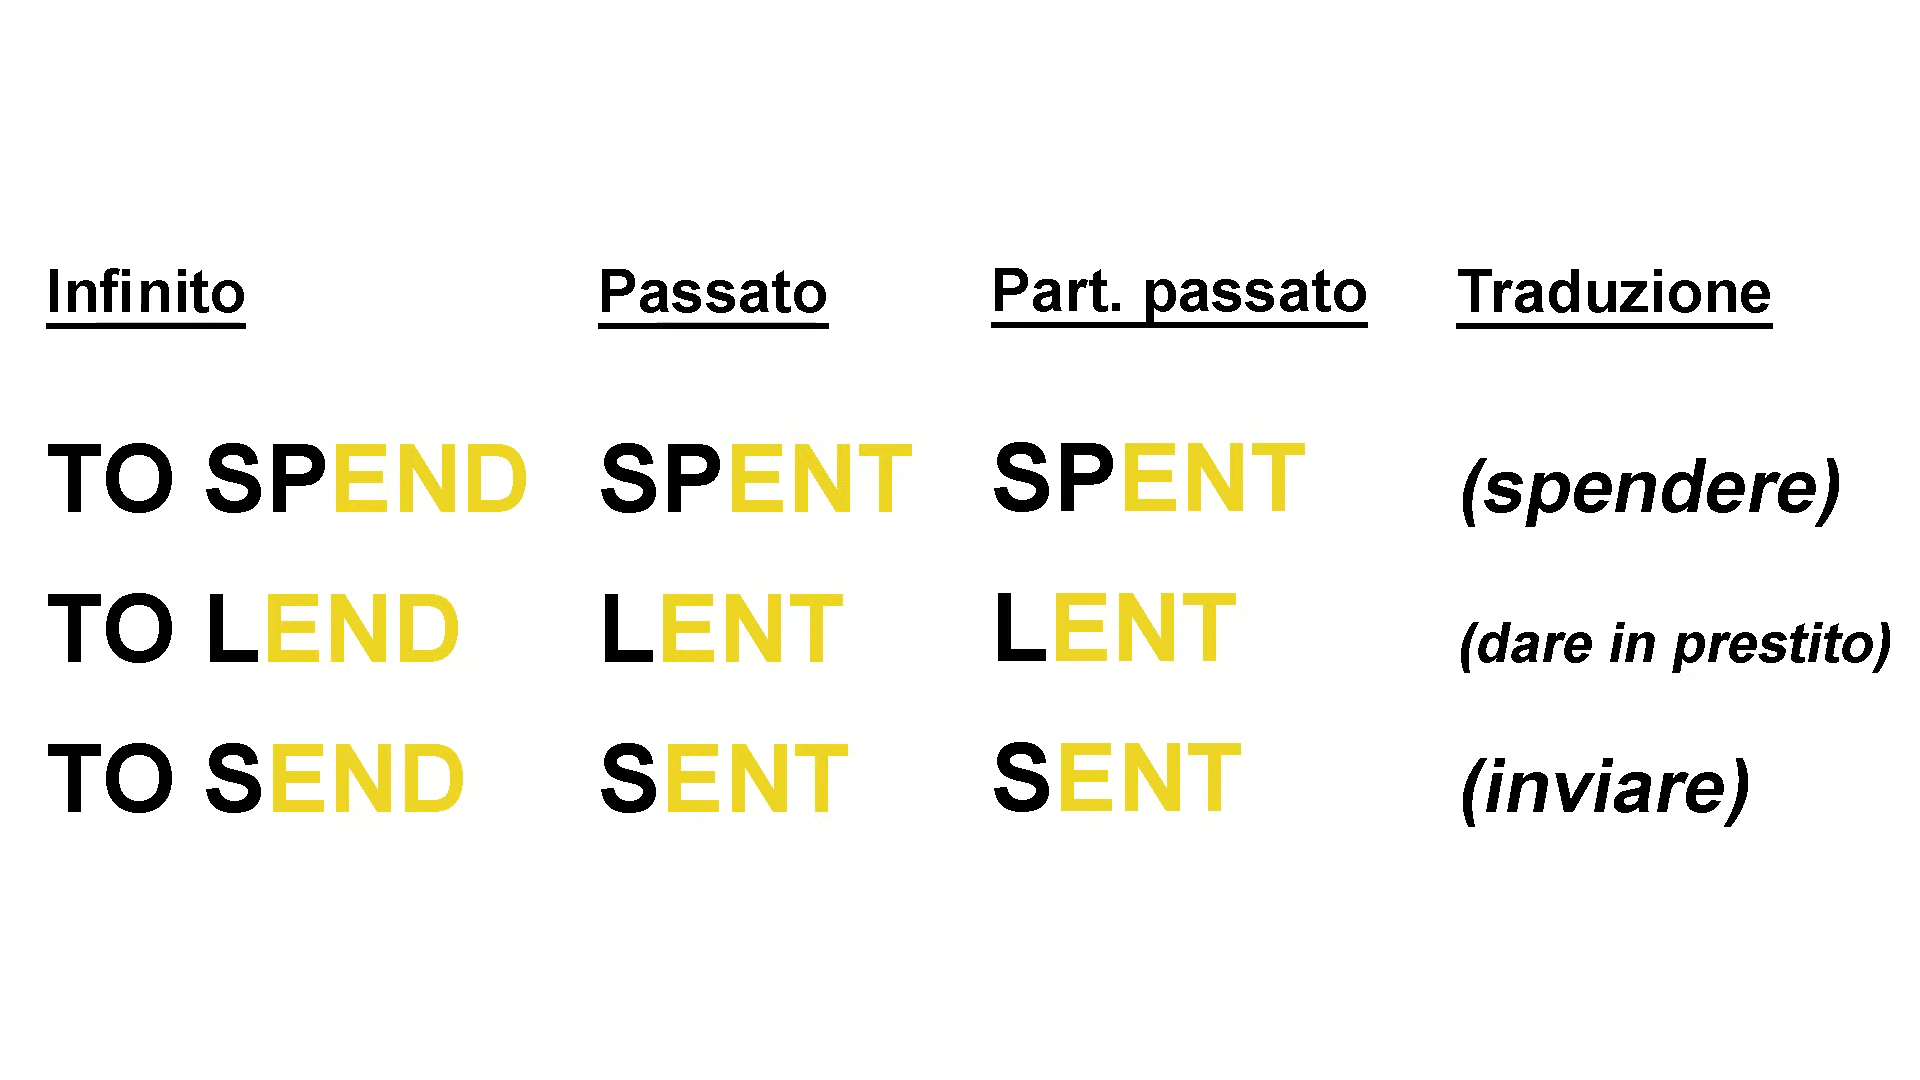 Infinito Passato Part. passato Traduzione
TO SPEND SPENT SPENT (spendere)
TO LEND LENT LENT (dare in prestito)
TO SEND SENT SENT (inviare)